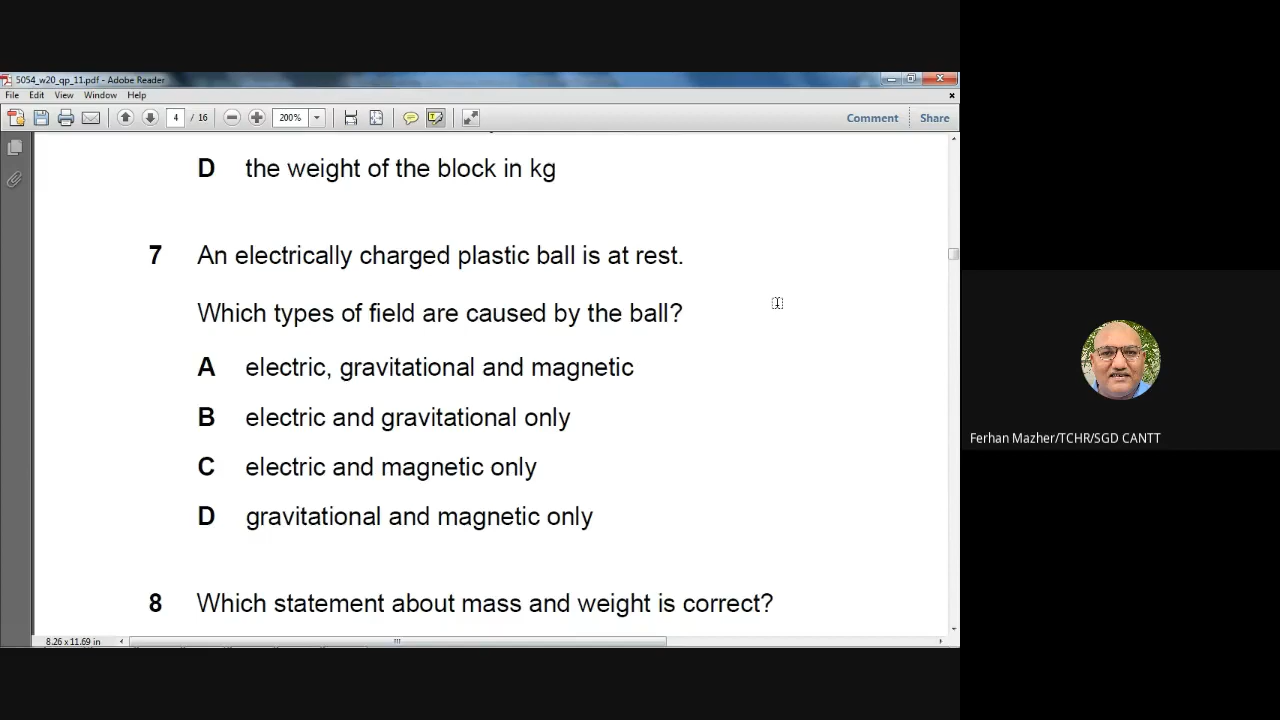 5054_w20_qp_11.pdf - Adobe Reader
File Edit View Window Help
4 / 16 200% Comment Share
D the weight of the block in kg
7 An electrically charged plastic ball is at rest.
Which types of field are caused by the ball?
A electric, gravitational and magnetic
B electric and gravitational only
C electric and magnetic only
D gravitational and magnetic only
8 Which statement about mass and weight is correct?
8.26 x 11.69 in
Ferhan Mazher/TCHR/SGD CANTT